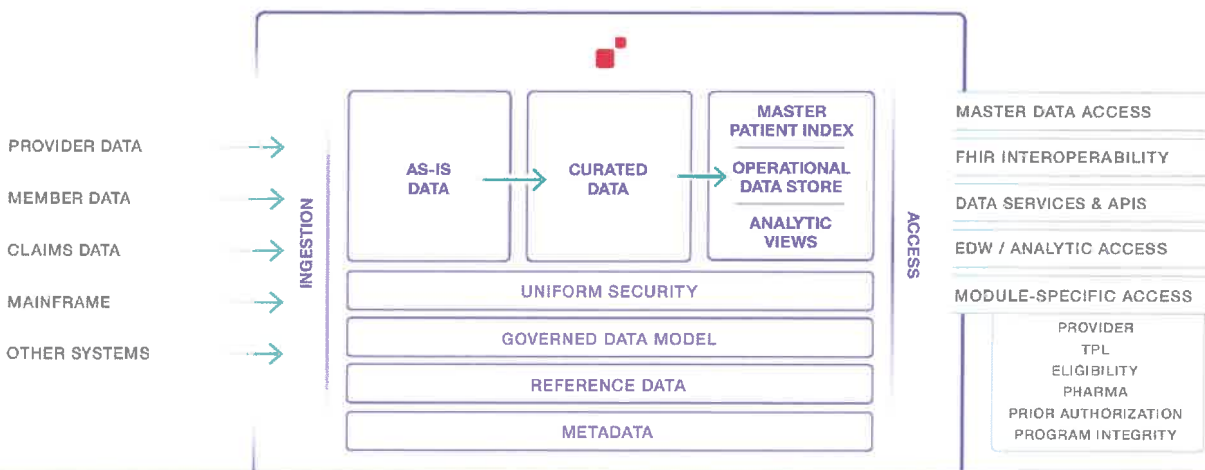 PROVIDER DATA
MEMBER DATA
CLAIMS DATA
MAINFRAME
OTHER SYSTEMS
INGESTION
AS-IS
DATA
CURATED
DATA
MASTER
PATIENT INDEX
OPERATIONAL
DATA STORE
ANALYTIC
VIEWS
UNIFORM SECURITY
GOVERNED DATA MODEL
REFERENCE DATA
METADATA
ACCESS
MASTER DATA ACCESS
FHIR INTEROPERABILITY
DATA SERVICES & APIS
EDW / ANALYTIC ACCESS
MODULE-SPECIFIC ACCESS
PROVIDER
TPL
ELIGIBILITY
PHARMA
PRIOR AUTHORIZATION
PROGRAM INTEGRITY